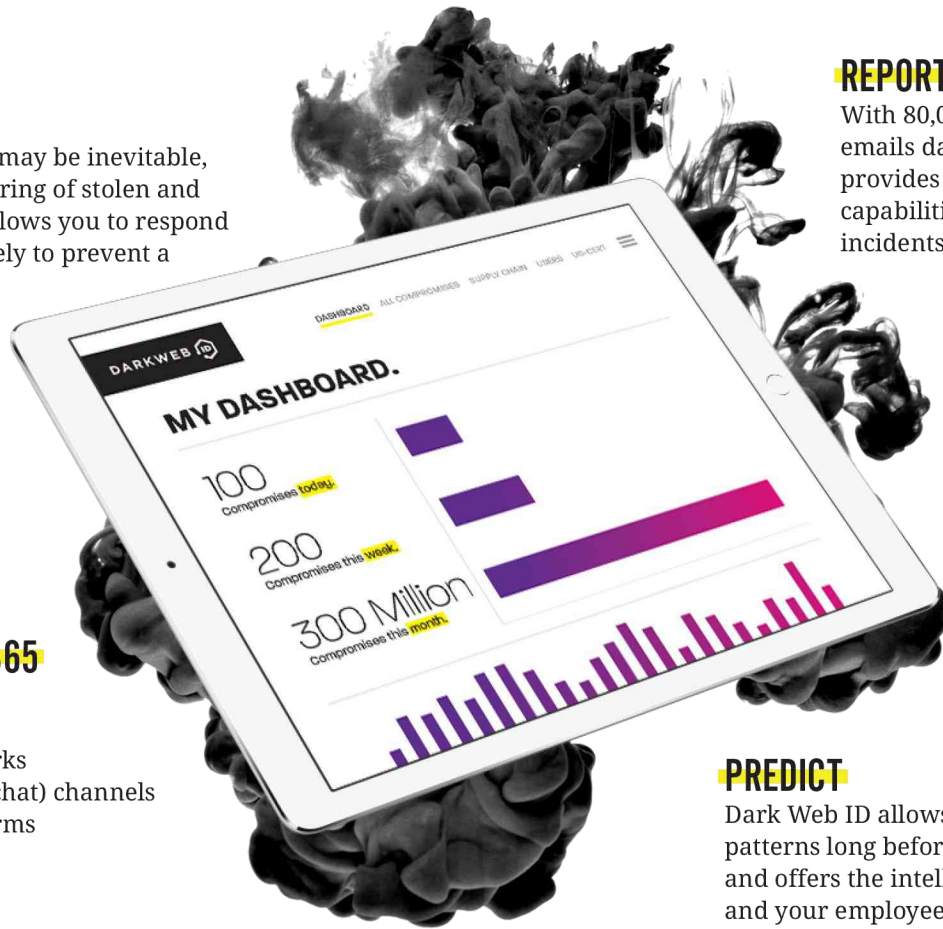 may be inevitable,
ring of stolen and
llows you to respond
ely to prevent a
REPORT
With 80,0
emails da
provides
capabiliti
incidents
DASHBOARD ALL COMPROMISES SUPPLY CHAIN USERS US-CERT
DARKWEB ID
MY DASHBOARD.
100
Compromises today.
200
Compromises this week.
300 Million
Compromises this month.
65
rks
chat) channels
rms
PREDICT
Dark Web ID allows
patterns long befor
and offers the intell
and your employee